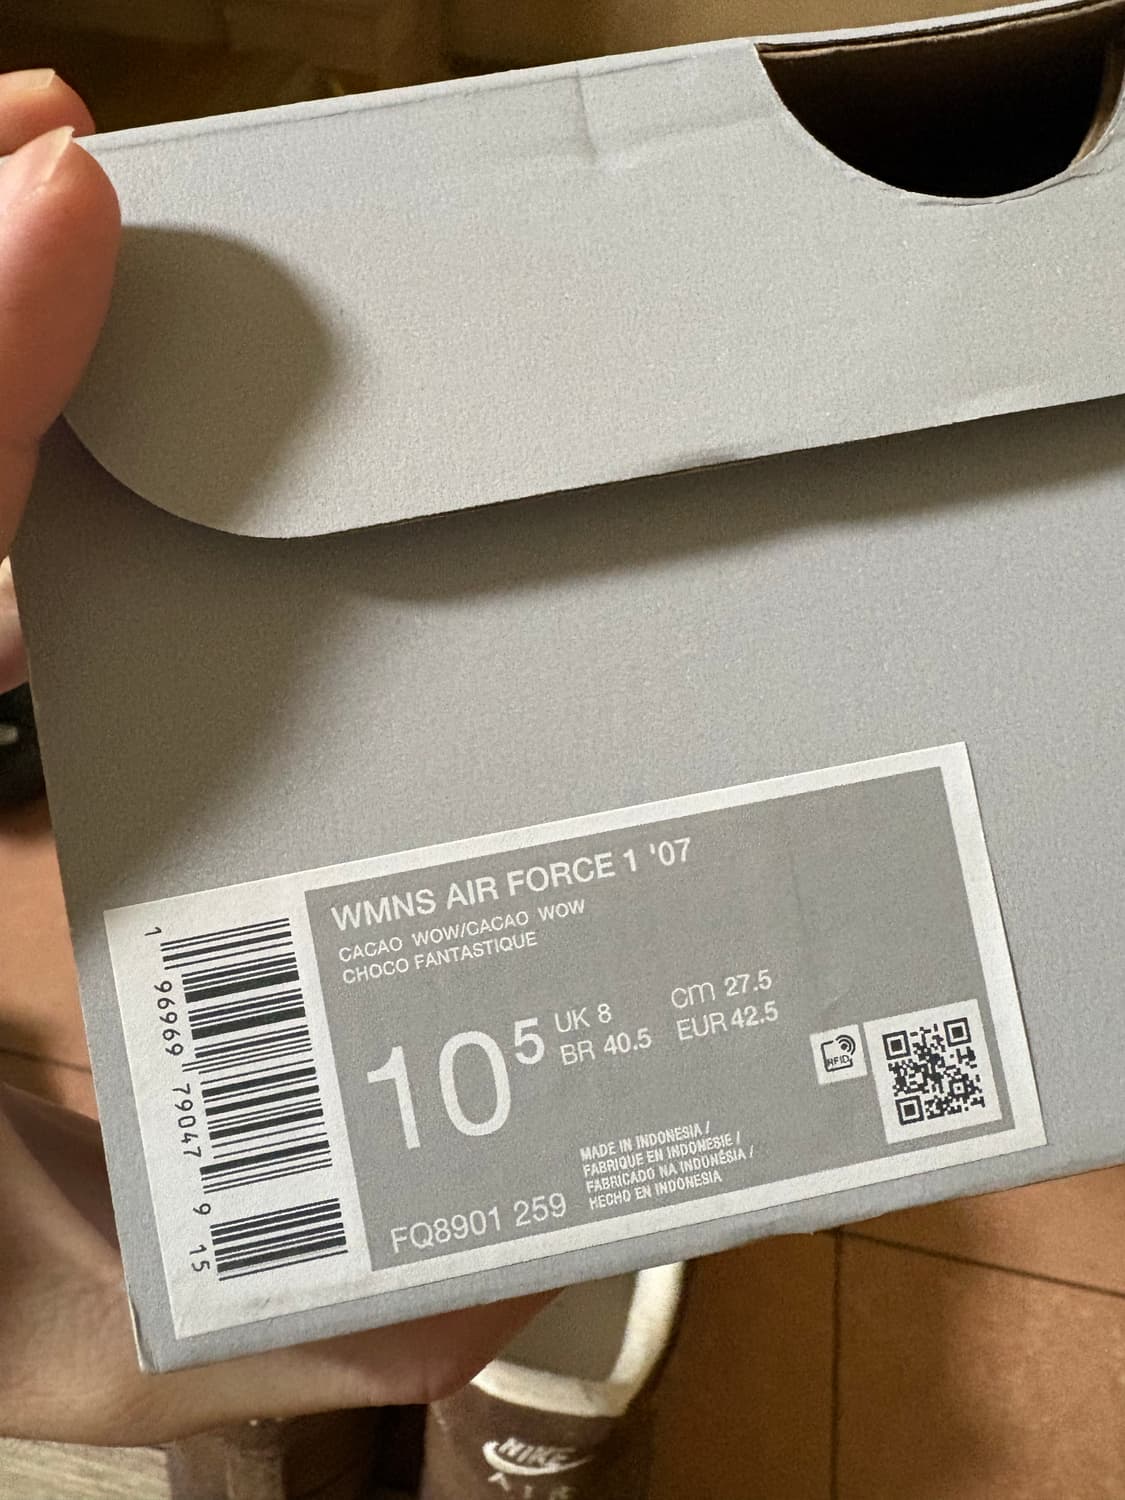 WMNS AIR FORCE 1 '07
CACAO WOW/CACAO WOW
CHOCO FANTASTIQUE
10 5
UK 8
BR 40.5
cm 27.5
EUR 42.5
RFID
MADE IN INDONESIA /
FABRIQUE EN INDONESIE /
FABRICADO NA INDONÉSIA /
HECHO EN INDONESIA
FQ8901 259
1 96969 79047 9 15
NIKE
AIR